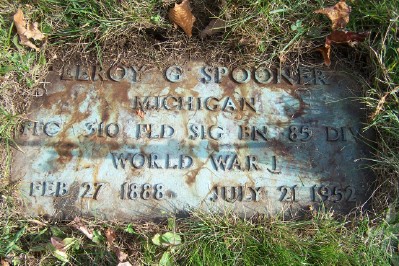 LEROY G SPOONER
MICHIGAN
PFC 310 FLD SIG BN 85 DIV
WORLD WAR I
FEB 27 1888 JULY 21 1952